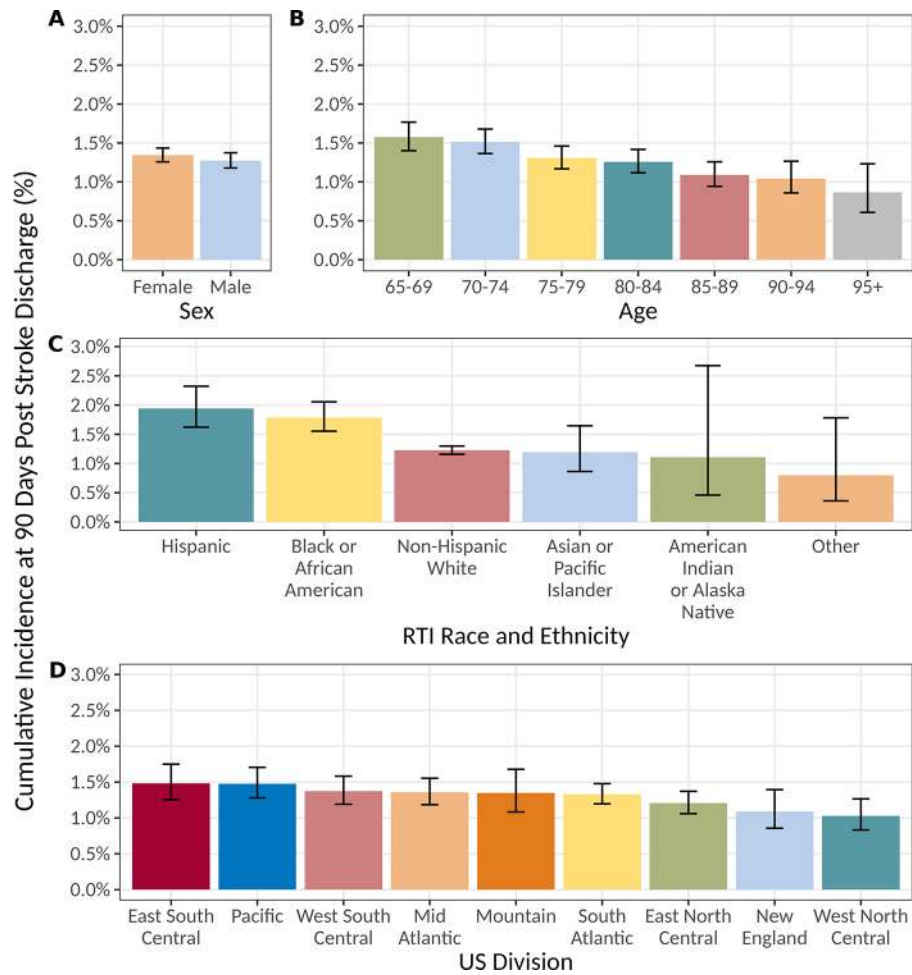 Cumulative Incidence at 90 Days Post Stroke Discharge (%)
A
3.0%
2.5%
2.0%
1.5%
1.0%
0.5%
0.0%
Female Male
Sex
B
3.0%
2.5%
2.0%
1.5%
1.0%
0.5%
0.0%
65-69 70-74 75-79 80-84 85-89 90-94 95+
Age
C
3.0%
2.5%
2.0%
1.5%
1.0%
0.5%
0.0%
Hispanic
Black or
African
American
Non-Hispanic
White
Asian or
Pacific
Islander
American
Indian
or Alaska
Native
Other
RTI Race and Ethnicity
D
3.0%
2.5%
2.0%
1.5%
1.0%
0.5%
0.0%
East South
Central
Pacific
West South
Central
Mid
Atlantic
Mountain
South
Atlantic
East North
Central
New
England
West North
Central
US Division